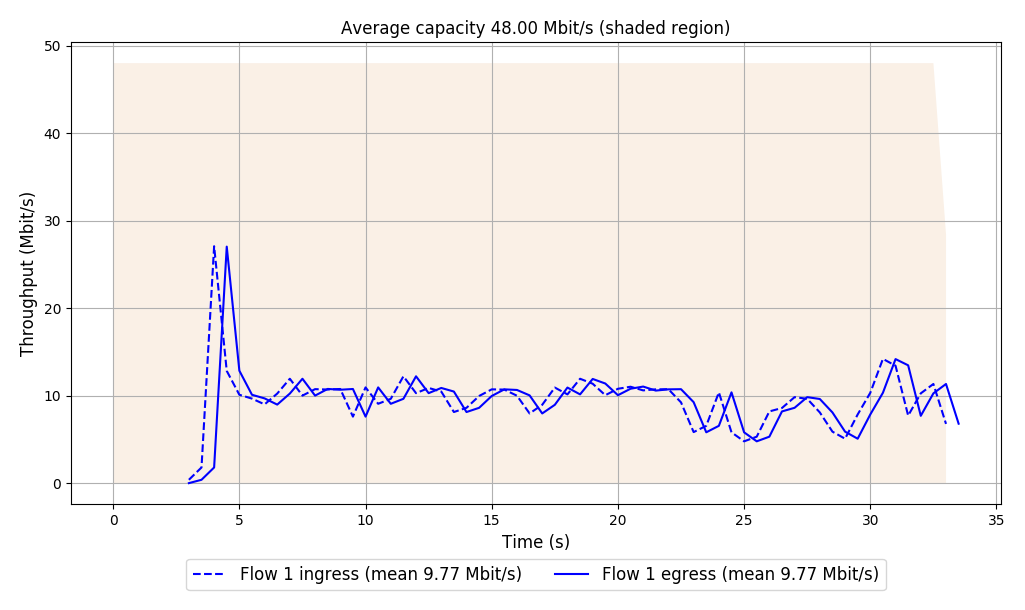 Average capacity 48.00 Mbit/s (shaded region)
Throughput (Mbit/s)
50
40
30
20
10
0
0 5 10 15 20 25 30 35
Time (s)
Flow 1 ingress (mean 9.77 Mbit/s) Flow 1 egress (mean 9.77 Mbit/s)